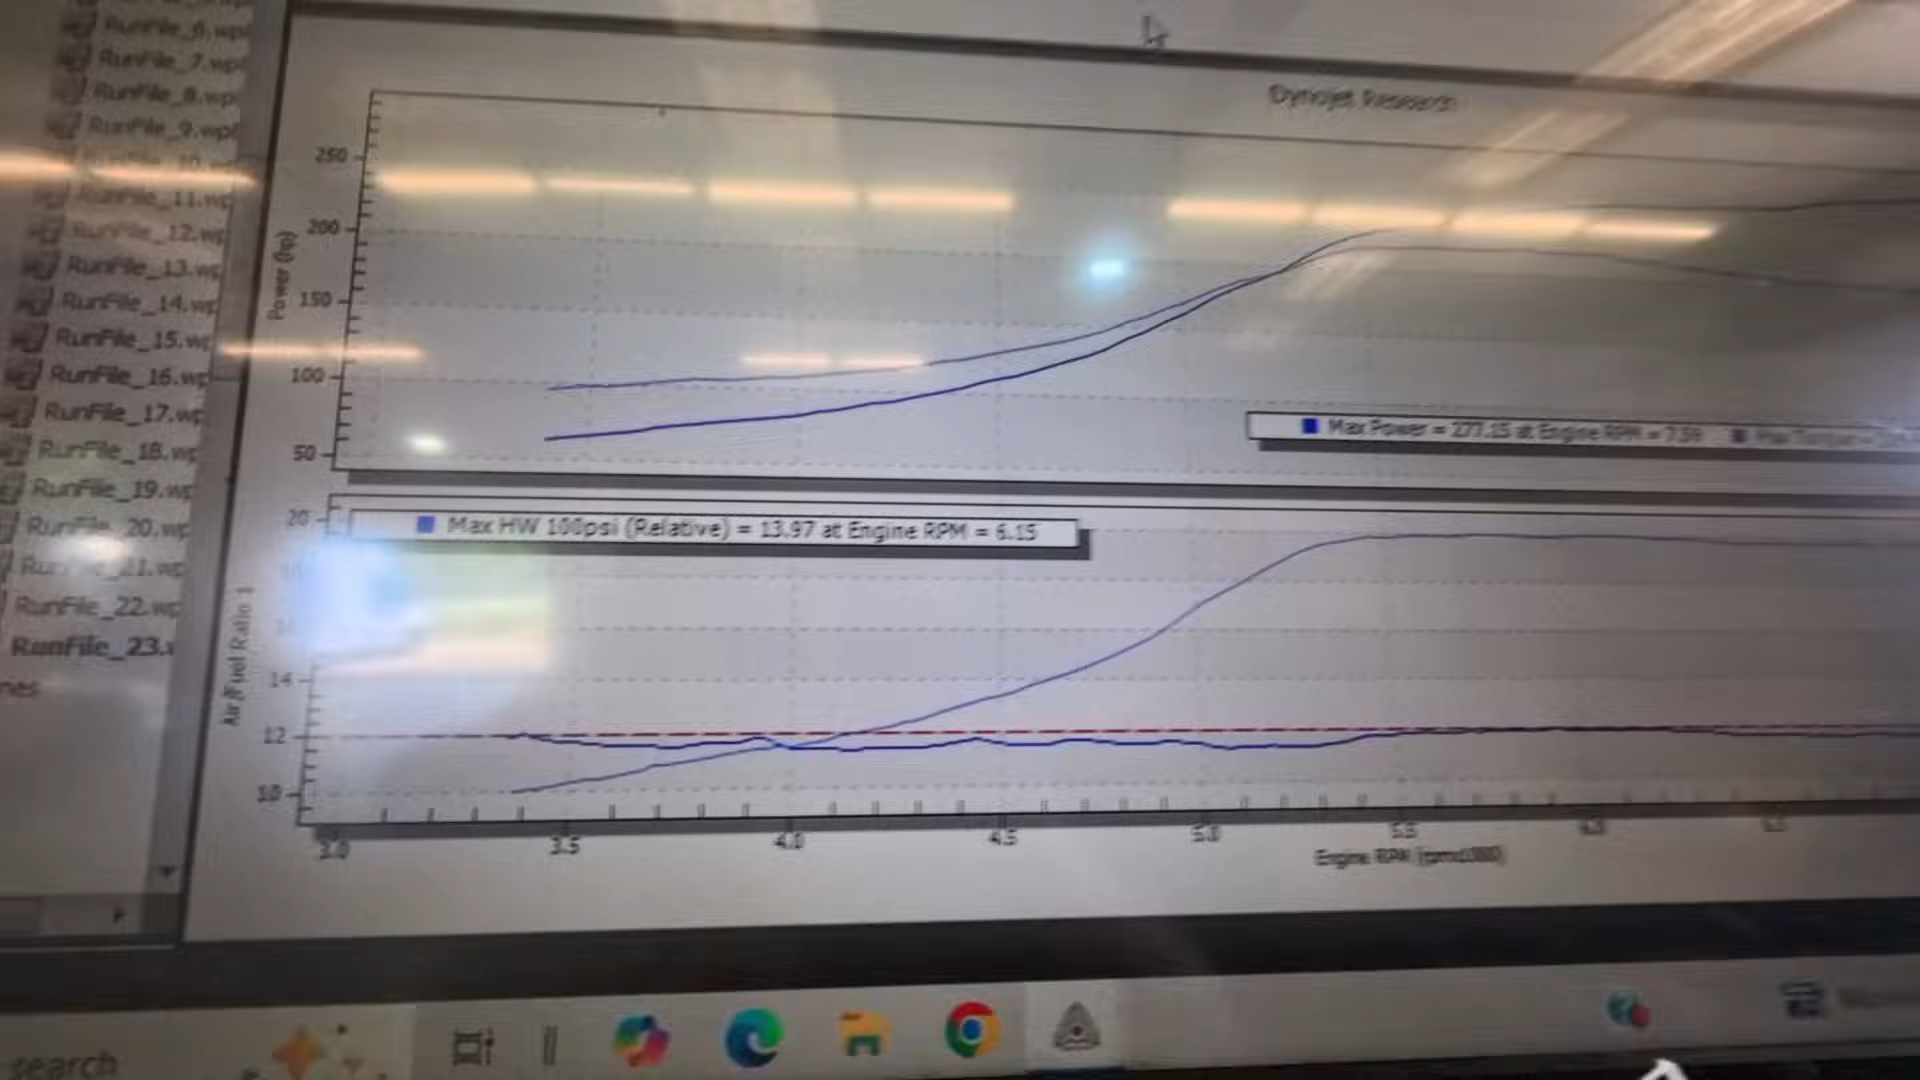 RunFile_6.wp
RunFile_7.wp
RunFile_8.wp
RunFile_9.wp
RunFile_11.wp
RunFile_12.wp
RunFile_13.wp
RunFile_14.wp
RunFile_15.wp
RunFile_16.wp
RunFile_17.wp
RunFile_18.wp
RunFile_19.wp
RunFile_20.wp
RunFile_21.wp
RunFile_22.wp
RunFile_23.
nes
Dynojet Research
Power (hp)
250
200
150
100
50
Max Power = 277.15 at Engine RPM =
20
Max HW 100psi (Relative) = 13.97 at Engine RPM = 6.15
Air/Fuel Ratio 1
14
12
10
3.0 3.5 4.0 4.5 5.0 5.5
Engine RPM
search